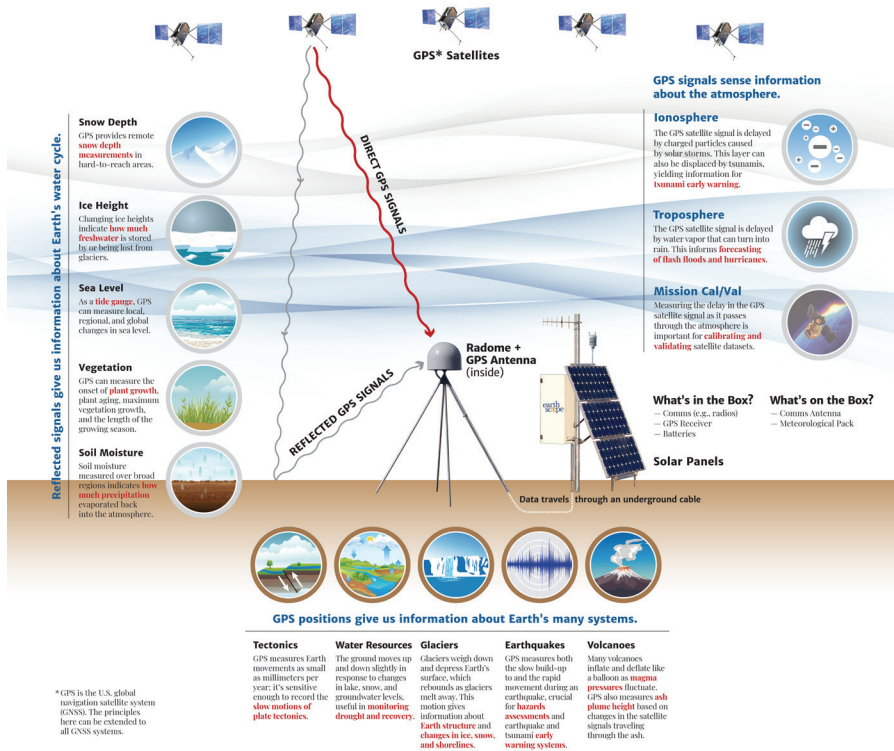 GPS* Satellites
Reflected signals give us information about Earth's water cycle.
Snow Depth
GPS provides remote
snow depth
measurements in
hard-to-reach areas.
Ice Height
Changing ice heights
indicate how much
freshwater is stored
by or being lost from
glaciers.
Sea Level
As a tide gauge, GPS
can measure local,
regional, and global
changes in sea level.
Vegetation
GPS can measure the
onset of plant growth,
plant aging, maximum
vegetation growth,
and the length of the
growing season.
Soil Moisture
Soil moisture
measured over broad
regions indicates how
much precipitation
evaporated back
into the atmosphere.
DIRECT GPS SIGNALS
REFLECTED GPS SIGNALS
Radome +
GPS Antenna
(inside)
earth
scope
GPS signals sense information
about the atmosphere.
Ionosphere
The GPS satellite signal is delayed
by charged particles caused
by solar storms. This layer can
also be displaced by tsunamis,
yielding information for
tsunami early warning.
Troposphere
The GPS satellite signal is delayed
by water vapor that can turn into
rain. This informs forecasting
of flash floods and hurricanes.
Mission Cal/Val
Measuring the delay in the GPS
satellite signal as it passes
through the atmosphere is
important for calibrating and
validating satellite datasets.
What's in the Box?
— Comms (e.g., radios)
— GPS Receiver
— Batteries
What's on the Box?
— Comms Antenna
— Meteorological Pack
Solar Panels
Data travels through an underground cable
GPS positions give us information about Earth's many systems.
Tectonics
GPS measures Earth
movements as small
as millimeters per
year; it's sensitive
enough to record the
slow motions of
plate tectonics.
Water Resources
The ground moves up
and down slightly in
response to changes
in lake, snow, and
groundwater levels,
useful in monitoring
drought and recovery.
Glaciers
Glaciers weigh down
and depress Earth's
surface, which
rebounds as glaciers
melt away. This
motion gives
information about
Earth structure and
changes in ice, snow,
and shorelines.
Earthquakes
GPS measures both
the slow build-up
to and the rapid
movement during an
earthquake, crucial
for hazards
assessments and
earthquake and
tsunami early
warning systems.
Volcanoes
Many volcanoes
inflate and deflate like
a balloon as magma
pressures fluctuate.
GPS also measures ash
plume height based on
changes in the satellite
signals traveling
through the ash.
* GPS is the U.S. global
navigation satellite system
(GNSS). The principles
here can be extended to
all GNSS systems.